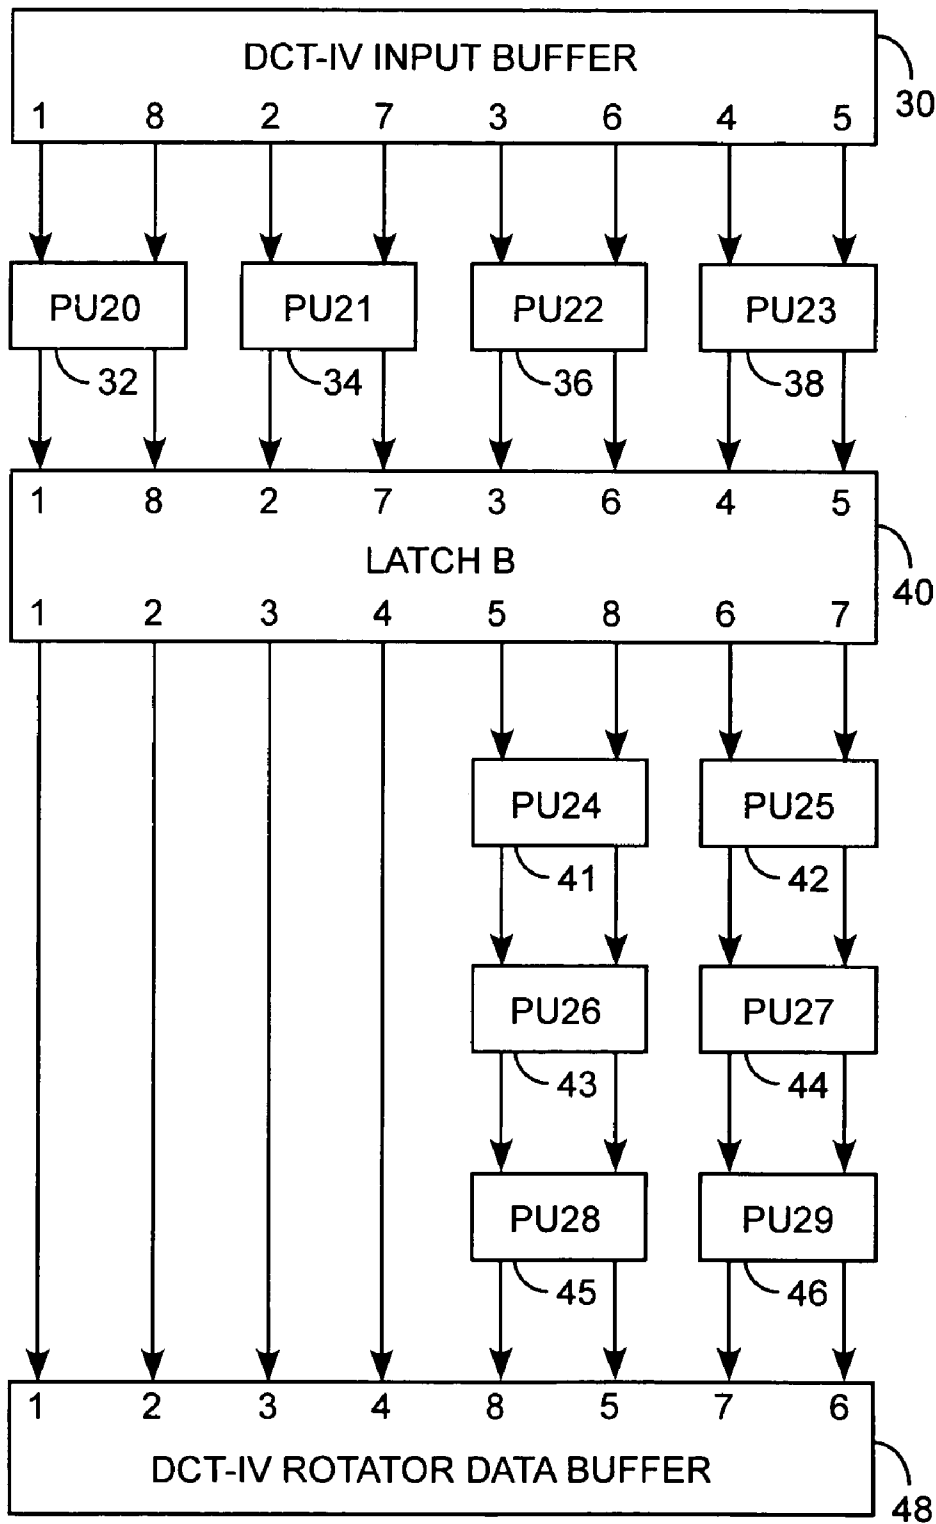 DCT-IV INPUT BUFFER
30
1 8 2 7 3 6 4 5
PU20 PU21 PU22 PU23
32 34 36 38
1 8 2 7 3 6 4 5
LATCH B
40
1 2 3 4 5 8 6 7
PU24 PU25
41 42
PU26 PU27
43 44
PU28 PU29
45 46
1 2 3 4 8 5 7 6
DCT-IV ROTATOR DATA BUFFER
48